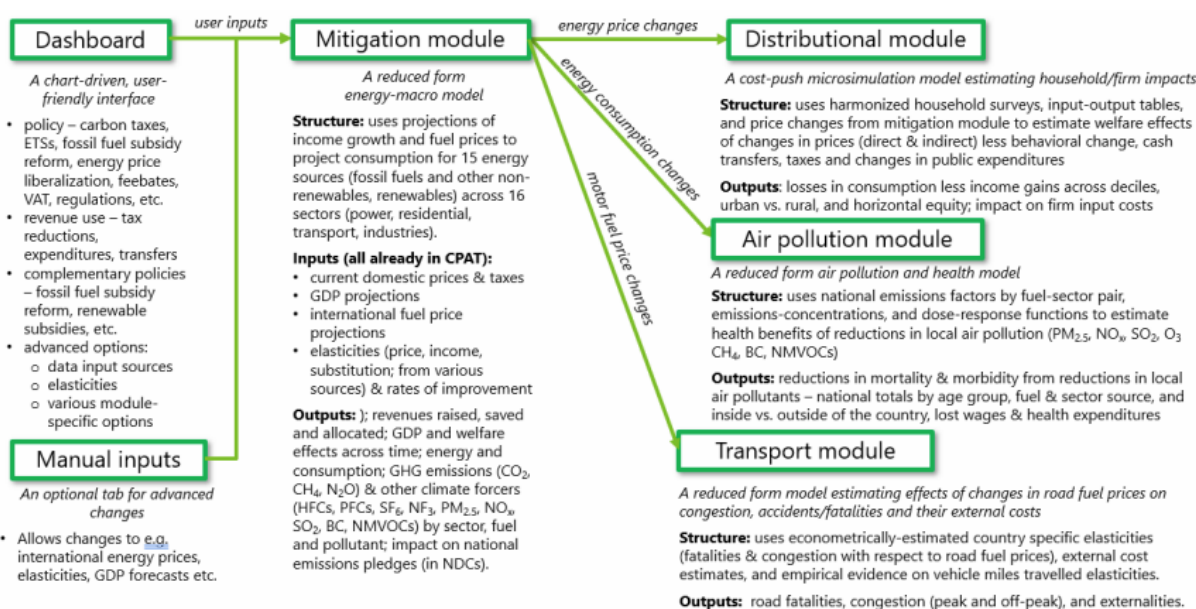 Dashboard
A chart-driven, user-
friendly interface
• policy – carbon taxes,
ETSs, fossil fuel subsidy
reform, energy price
liberalization, feebates,
VAT, regulations, etc.
• revenue use – tax
reductions,
expenditures, transfers
• complementary policies
– fossil fuel subsidy
reform, renewable
subsidies, etc.
• advanced options:
o data input sources
o elasticities
o various module-
specific options
Manual inputs
An optional tab for advanced
changes
• Allows changes to e.g.
international energy prices,
elasticities, GDP forecasts etc.
user inputs
Mitigation module
A reduced form
energy-macro model
Structure: uses projections of
income growth and fuel prices to
project consumption for 15 energy
sources (fossil fuels and other non-
renewables, renewables) across 16
sectors (power, residential,
transport, industries).
Inputs (all already in CPAT):
• current domestic prices & taxes
• GDP projections
• international fuel price
projections
• elasticities (price, income,
substitution; from various
sources) & rates of improvement
Outputs: ); revenues raised, saved
and allocated; GDP and welfare
effects across time; energy and
consumption; GHG emissions (CO₂,
CH₄, N₂O) & other climate forcers
(HFCs, PFCs, SF₆, NF₃, PM₂.₅, NOₓ,
SO₂, BC, NMVOCs) by sector, fuel
and pollutant; impact on national
emissions pledges (in NDCs).
energy price changes
energy consumption changes
motor fuel price changes
Distributional module
A cost-push microsimulation model estimating household/firm impacts
Structure: uses harmonized household surveys, input-output tables,
and price changes from mitigation module to estimate welfare effects
of changes in prices (direct & indirect) less behavioral change, cash
transfers, taxes and changes in public expenditures
Outputs: losses in consumption less income gains across deciles,
urban vs. rural, and horizontal equity; impact on firm input costs
Air pollution module
A reduced form air pollution and health model
Structure: uses national emissions factors by fuel-sector pair,
emissions-concentrations, and dose-response functions to estimate
health benefits of reductions in local air pollution (PM₂.₅, NOₓ, SO₂, O₃
CH₄, BC, NMVOCs)
Outputs: reductions in mortality & morbidity from reductions in local
air pollutants – national totals by age group, fuel & sector source, and
inside vs. outside of the country, lost wages & health expenditures
Transport module
A reduced form model estimating effects of changes in road fuel prices on
congestion, accidents/fatalities and their external costs
Structure: uses econometrically-estimated country specific elasticities
(fatalities & congestion with respect to road fuel prices), external cost
estimates, and empirical evidence on vehicle miles travelled elasticities.
Outputs: road fatalities, congestion (peak and off-peak), and externalities.